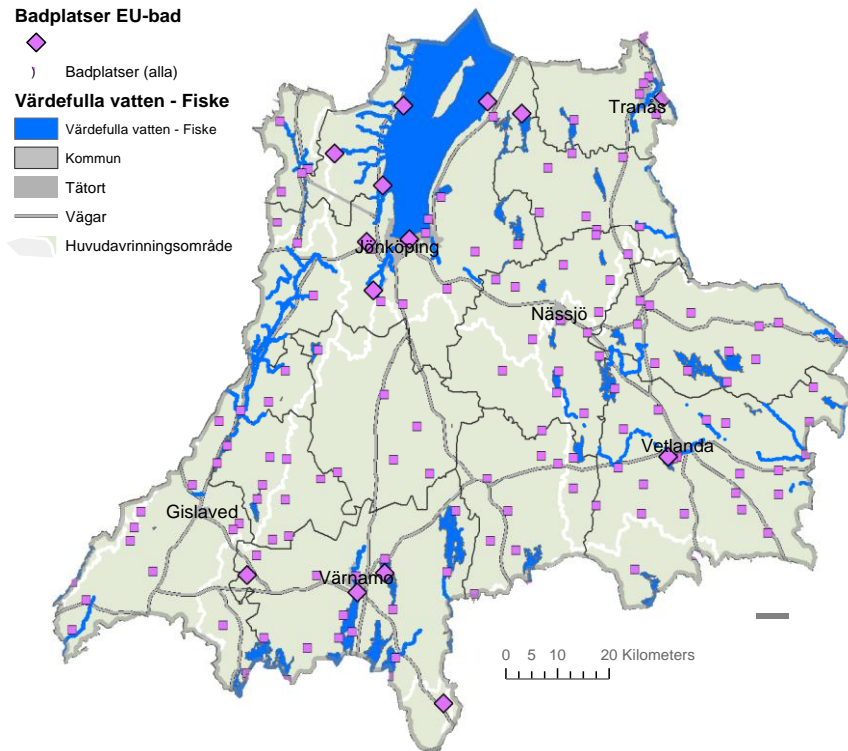 Badplatser EU-bad
Badplatser (alla)
Värdefulla vatten - Fiske
Värdefulla vatten - Fiske
Kommun
Tätort
Vägar
Huvudavrinningsområde
Tranås
Jönköping
Nässjö
Vetlanda
Gislaved
Värnamo
0 5 10 20 Kilometers